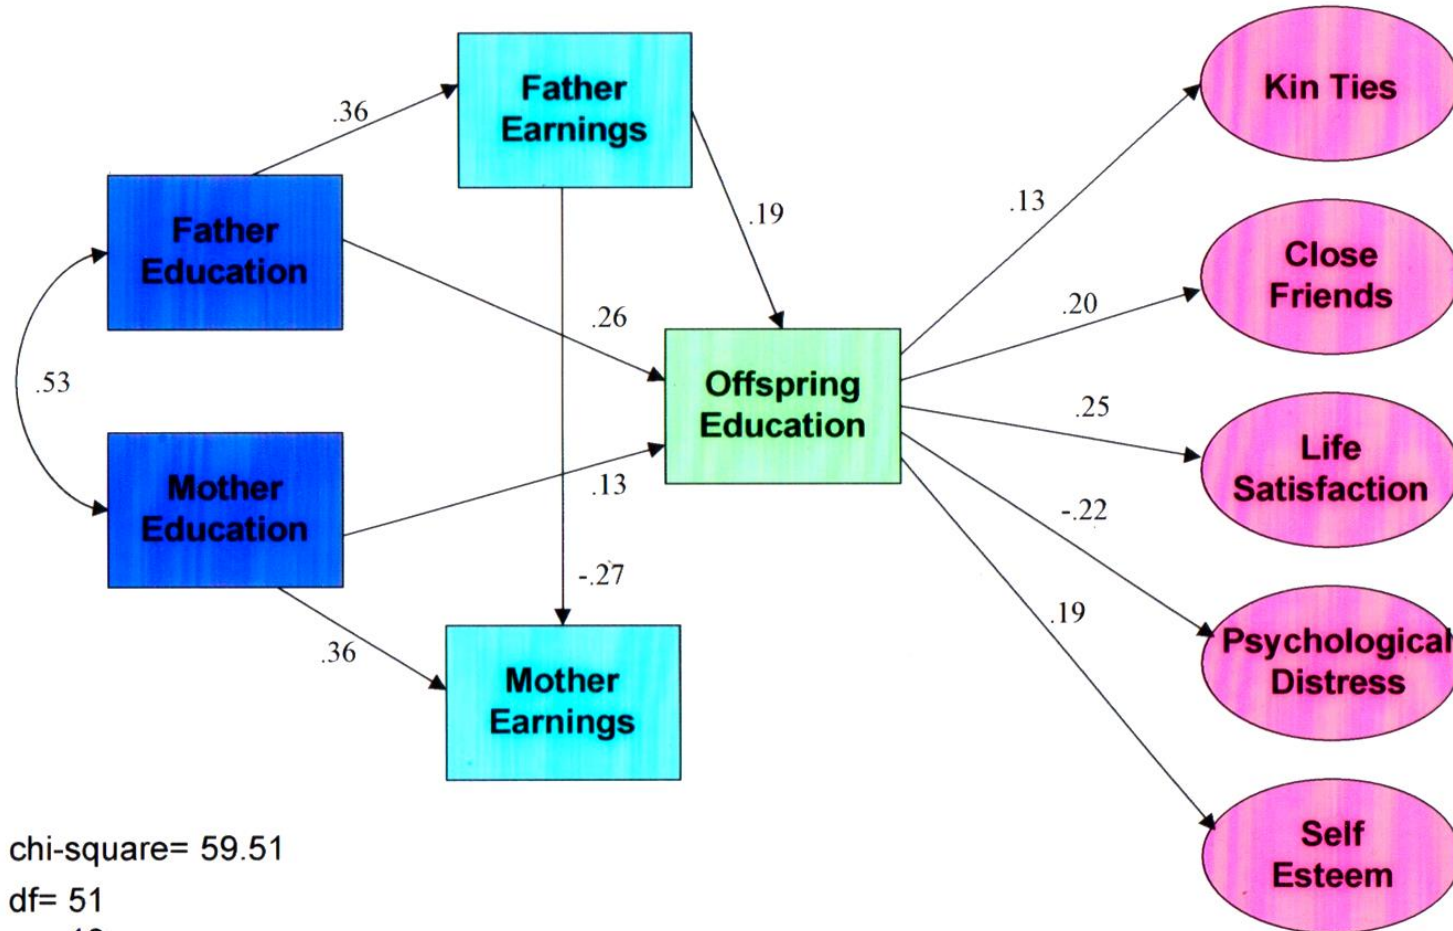 Father
Earnings
Kin Ties
.36
.19
.13
Father
Education
Close
Friends
.26
.20
.53
Offspring
Education
.25
Life
Satisfaction
Mother
Education
.13
-.22
-.27
.19
.36
Mother
Earnings
Psychological
Distress
Self
Esteem
chi-square= 59.51
df= 51